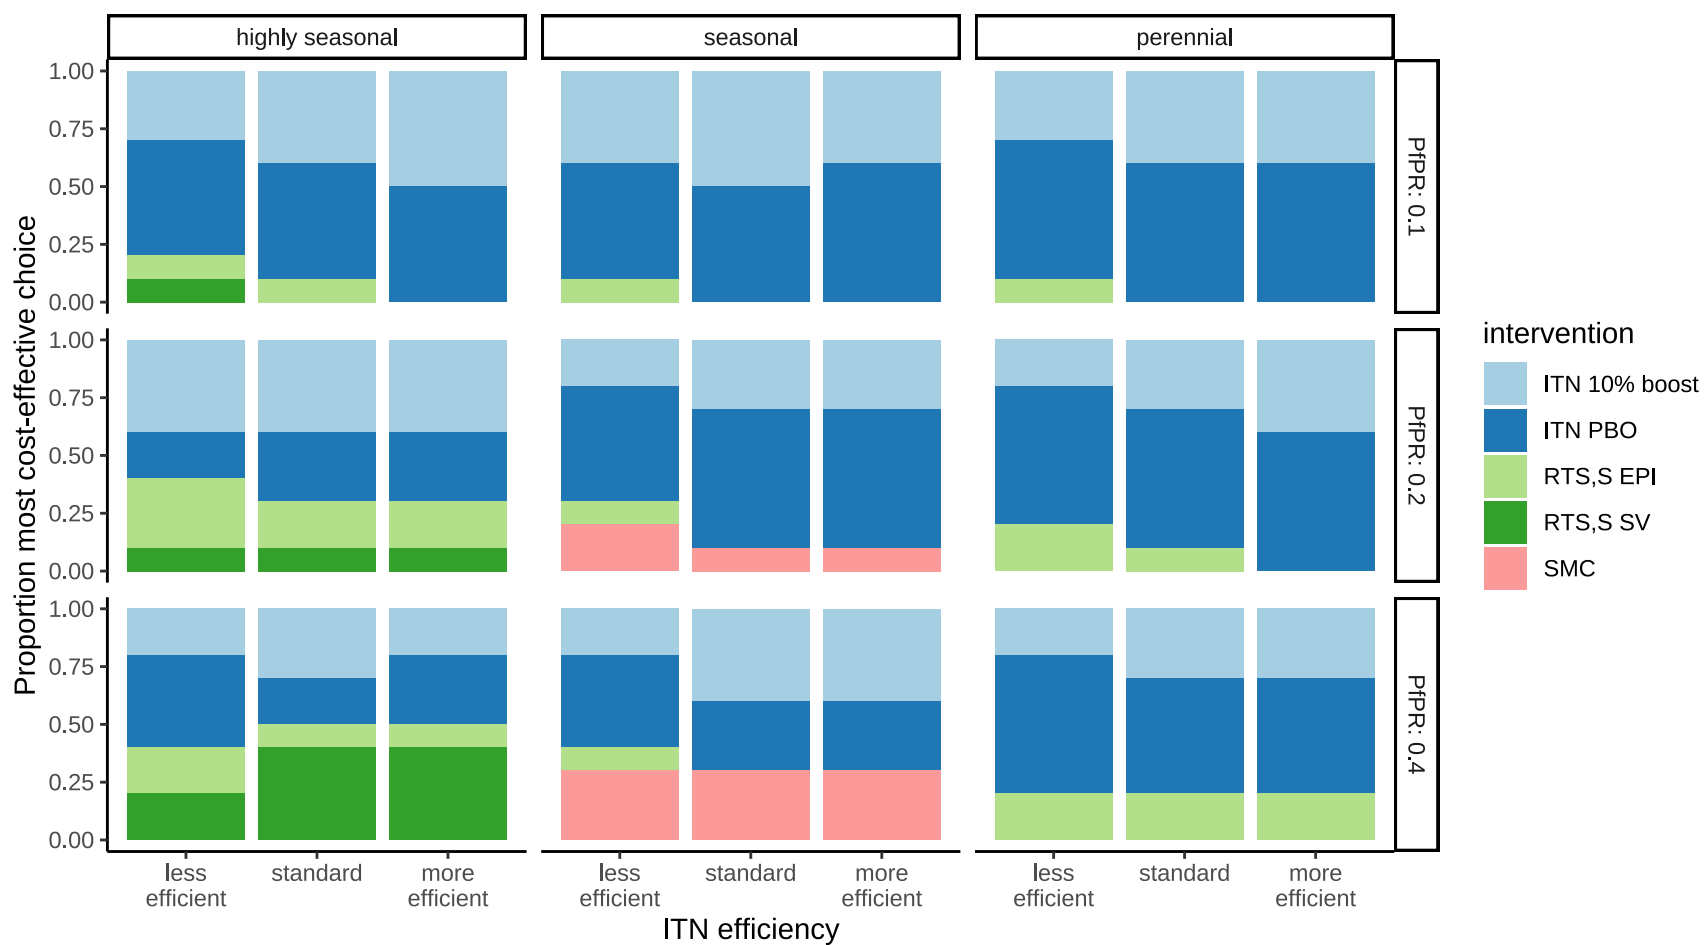 highly seasonal
seasonal
perennial
Proportion most cost-effective choice
1.00
0.75
0.50
0.25
0.00
PfPR: 0.1
1.00
0.75
0.50
0.25
0.00
PfPR: 0.2
1.00
0.75
0.50
0.25
0.00
PfPR: 0.4
less
efficient
standard
more
efficient
less
efficient
standard
more
efficient
less
efficient
standard
more
efficient
ITN efficiency
intervention
ITN 10% boost
ITN PBO
RTS,S EPI
RTS,S SV
SMC